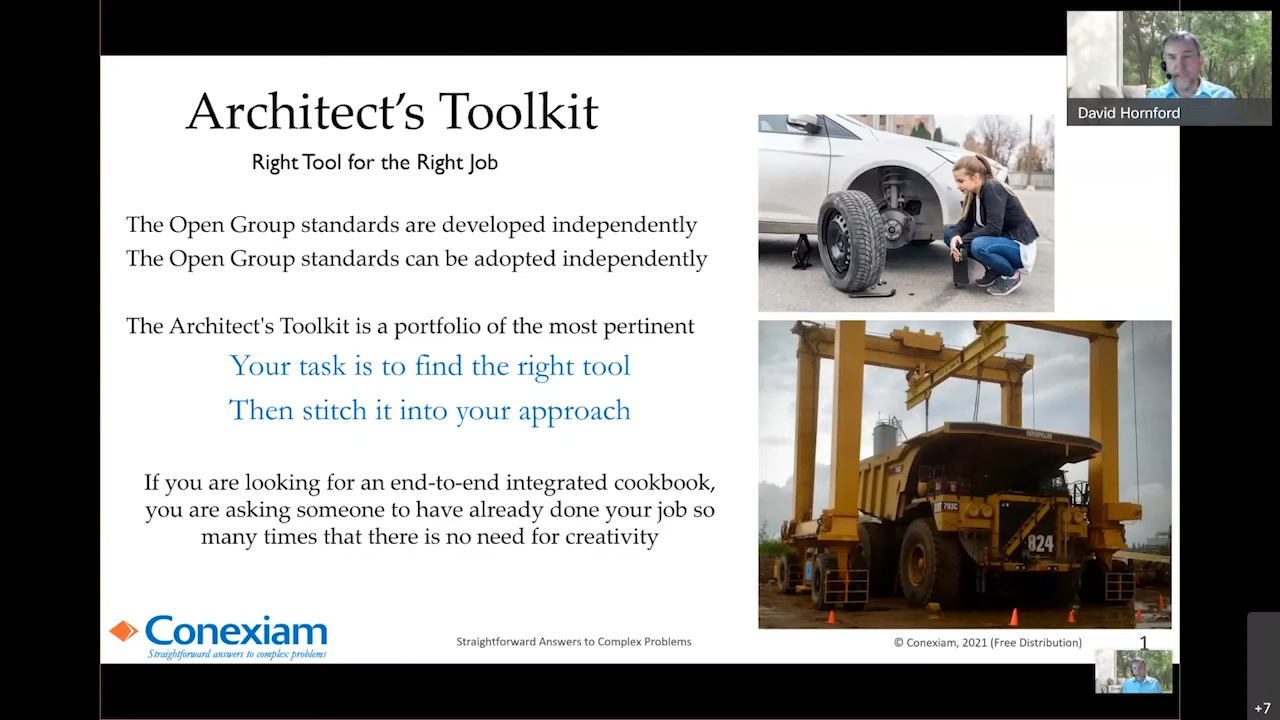 David Hornford
Architect's Toolkit
Right Tool for the Right Job
The Open Group standards are developed independently
The Open Group standards can be adopted independently
The Architect's Toolkit is a portfolio of the most pertinent
Your task is to find the right tool
Then stitch it into your approach
If you are looking for an end-to-end integrated cookbook,
you are asking someone to have already done your job so
many times that there is no need for creativity
CATERPILLAR
793C
824
Conexiam
Straightforward answers to complex problems
Straightforward Answers to Complex Problems
© Conexiam, 2021 (Free Distribution)
1
+7